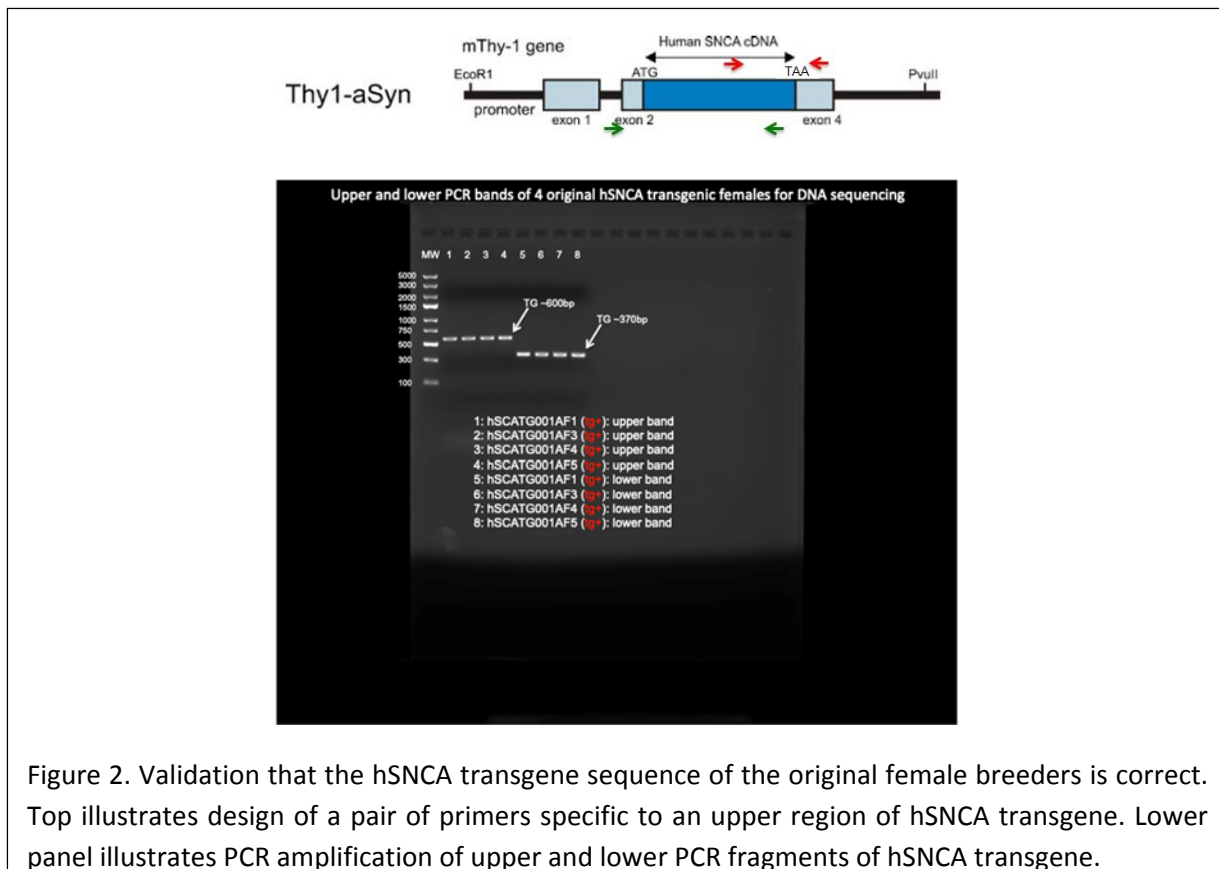 mThy-1 gene
Human SNCA cDNA
EcoR1
ATG
TAA
PvuII
Thy1-aSyn
promoter
exon 1
exon 2
exon 4
Upper and lower PCR bands of 4 original hSNCA transgenic females for DNA sequencing
MW 1 2 3 4 5 6 7 8
5000
3000
2000
1500
1000
750
500
300
100
TG ~600bp
TG ~370bp
1: hSCATG001AF1 (tg+): upper band
2: hSCATG001AF3 (tg+): upper band
3: hSCATG001AF4 (tg+): upper band
4: hSCATG001AF5 (tg+): upper band
5: hSCATG001AF1 (tg+): lower band
6: hSCATG001AF3 (tg+): lower band
7: hSCATG001AF4 (tg+): lower band
8: hSCATG001AF5 (tg+): lower band
Figure 2. Validation that the hSNCA transgene sequence of the original female breeders is correct.
Top illustrates design of a pair of primers specific to an upper region of hSNCA transgene. Lower
panel illustrates PCR amplification of upper and lower PCR fragments of hSNCA transgene.